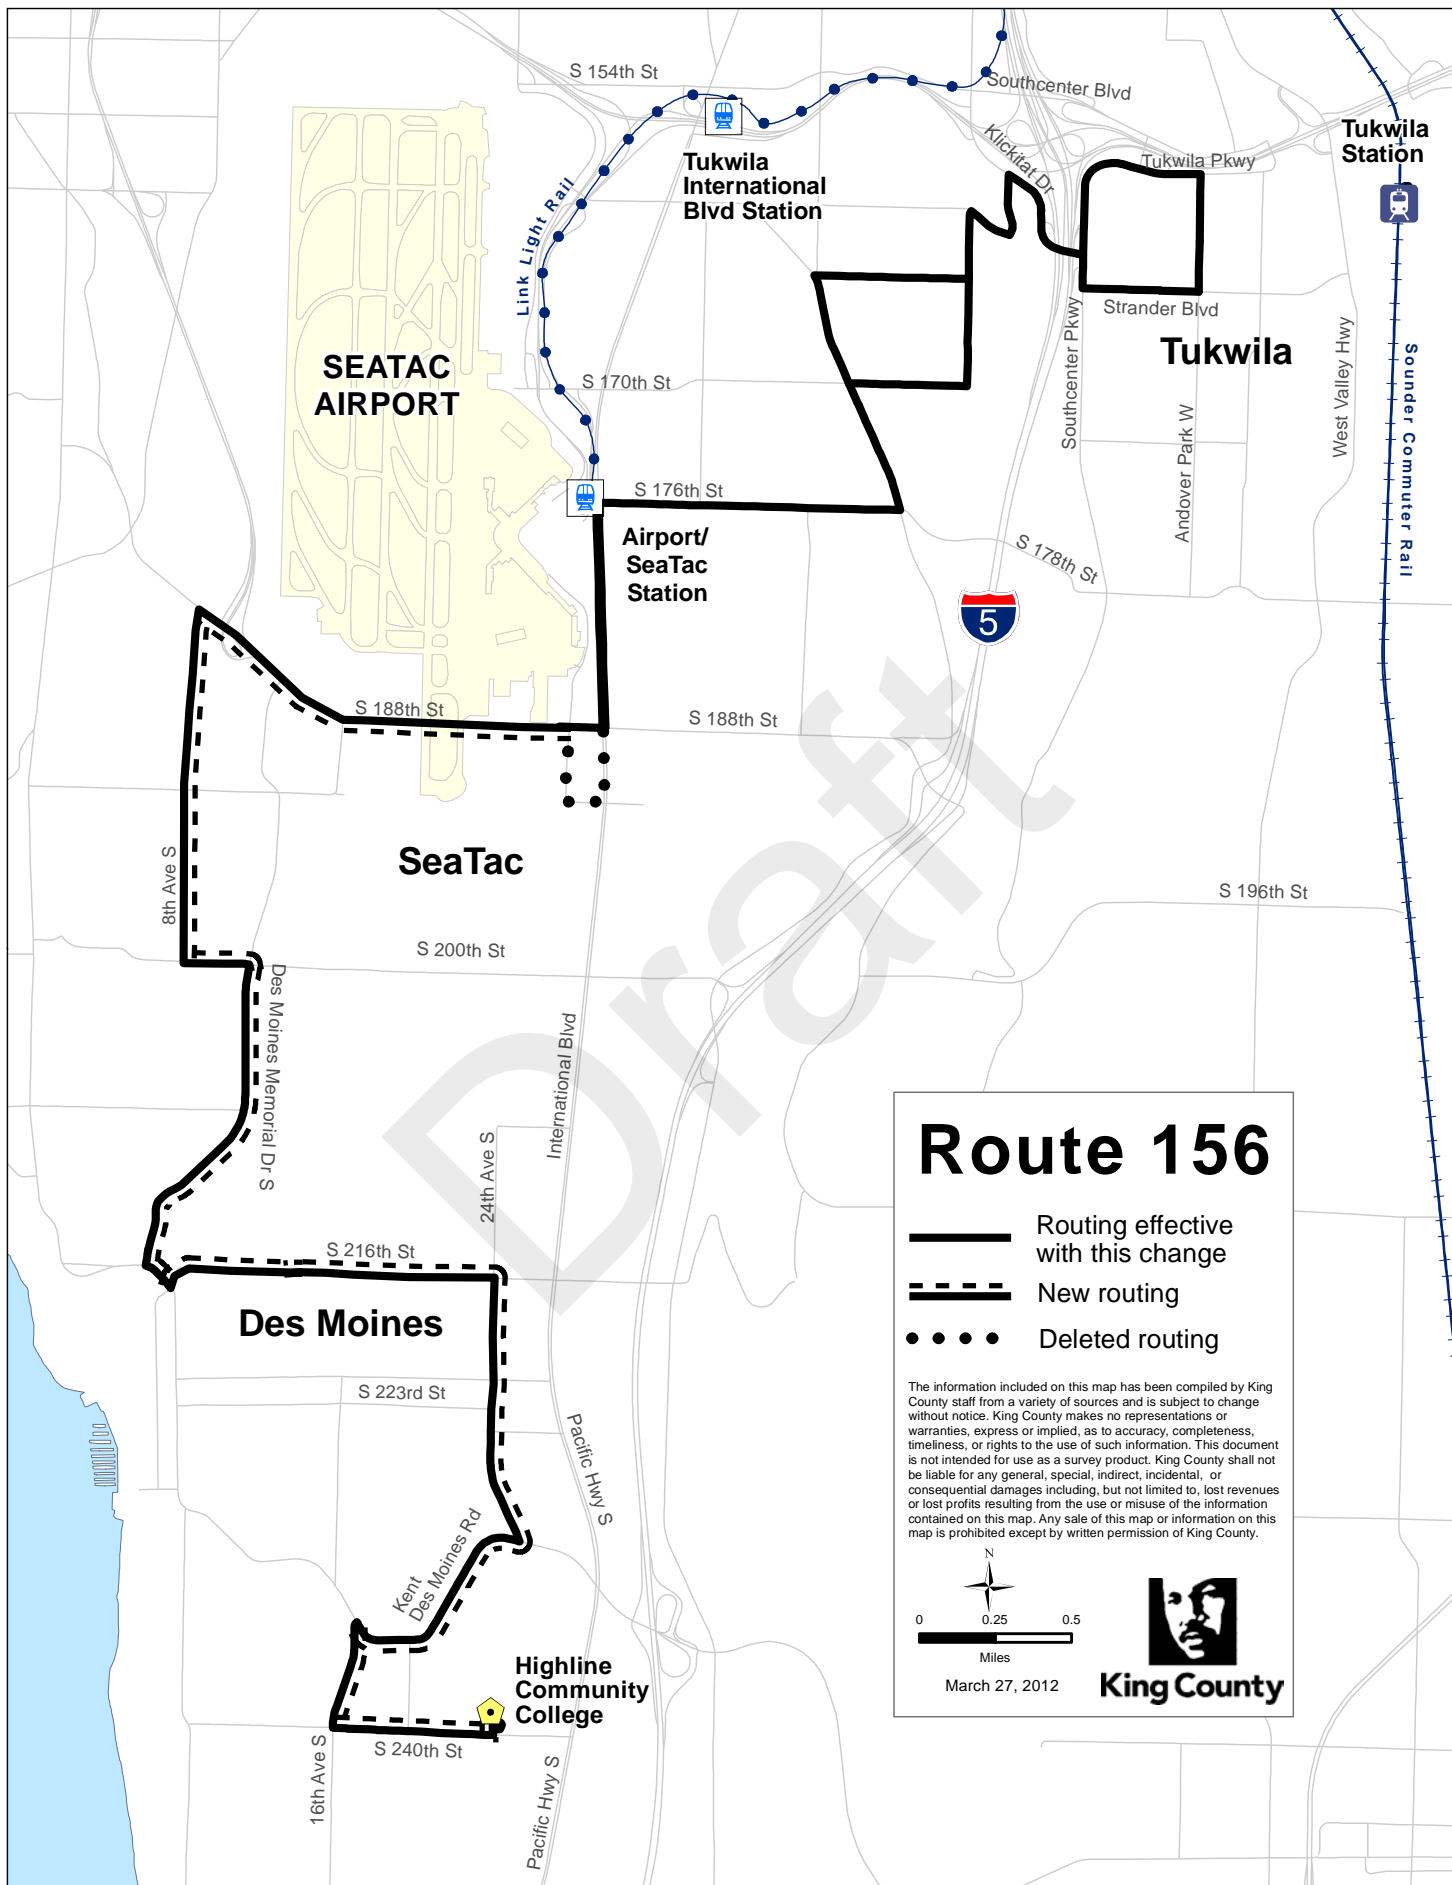 S 154th St
Southcenter Blvd
Klickitat Dr
Tukwila Pkwy
Tukwila
Station
Tukwila
International
Blvd Station
Link Light Rail
SEATAC
AIRPORT
S 170th St
Strander Blvd
Southcenter Pkwy
Tukwila
West Valley Hwy
Sounder Commuter Rail
Andover Park W
S 176th St
Airport/
SeaTac
Station
S 178th St
5
S 188th St
S 188th St
SeaTac
8th Ave S
S 196th St
S 200th St
Des Moines Memorial Dr S
International Blvd
24th Ave S
Draft
S 216th St
Des Moines
S 223rd St
Pacific Hwy S
Kent
Des Moines Rd
Highline
Community
College
S 240th St
16th Ave S
Pacific Hwy S
Route 156
Routing effective
with this change
New routing
Deleted routing
The information included on this map has been compiled by King
County staff from a variety of sources and is subject to change
without notice. King County makes no representations or
warranties, express or implied, as to accuracy, completeness,
timeliness, or rights to the use of such information. This document
is not intended for use as a survey product. King County shall not
be liable for any general, special, indirect, incidental, or
consequential damages including, but not limited to, lost revenues
or lost profits resulting from the use or misuse of the information
contained on this map. Any sale of this map or information on this
map is prohibited except by written permission of King County.
N
0 0.25 0.5
Miles
March 27, 2012
King County